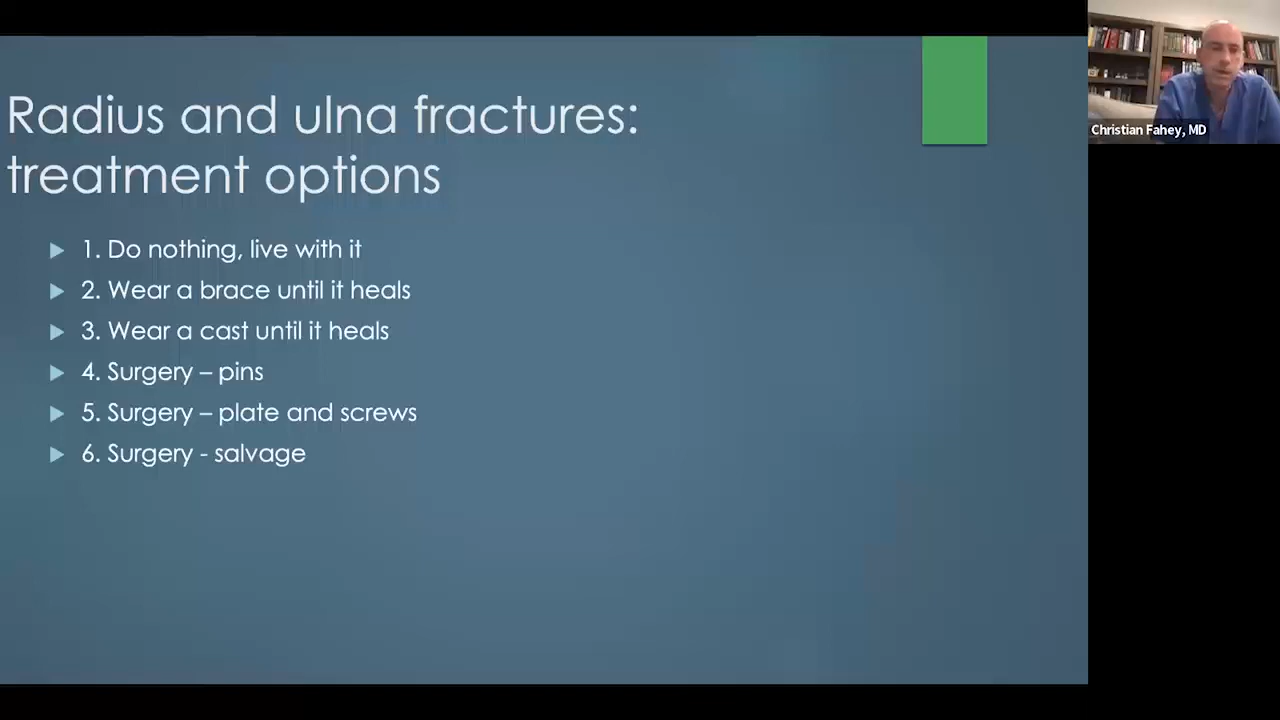 Radius and ulna fractures:
treatment options
1. Do nothing, live with it
2. Wear a brace until it heals
3. Wear a cast until it heals
4. Surgery – pins
5. Surgery – plate and screws
6. Surgery - salvage
Christian Fahey, MD